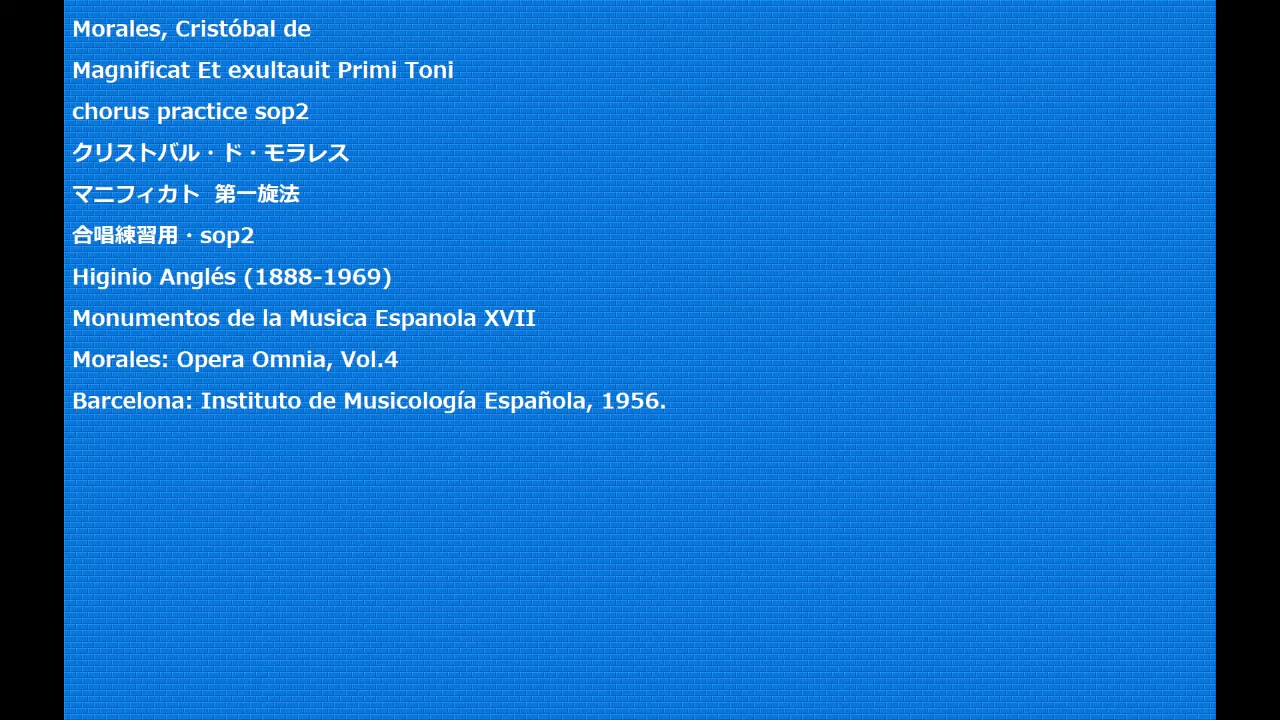 Morales, Cristóbal de
Magnificat Et exultauit Primi Toni
chorus practice sop2
クリストバル・ド・モラレス
マニフィカト 第一旋法
合唱練習用・sop2
Higinio Anglés (1888-1969)
Monumentos de la Musica Espanola XVII
Morales: Opera Omnia, Vol.4
Barcelona: Instituto de Musicología Española, 1956.